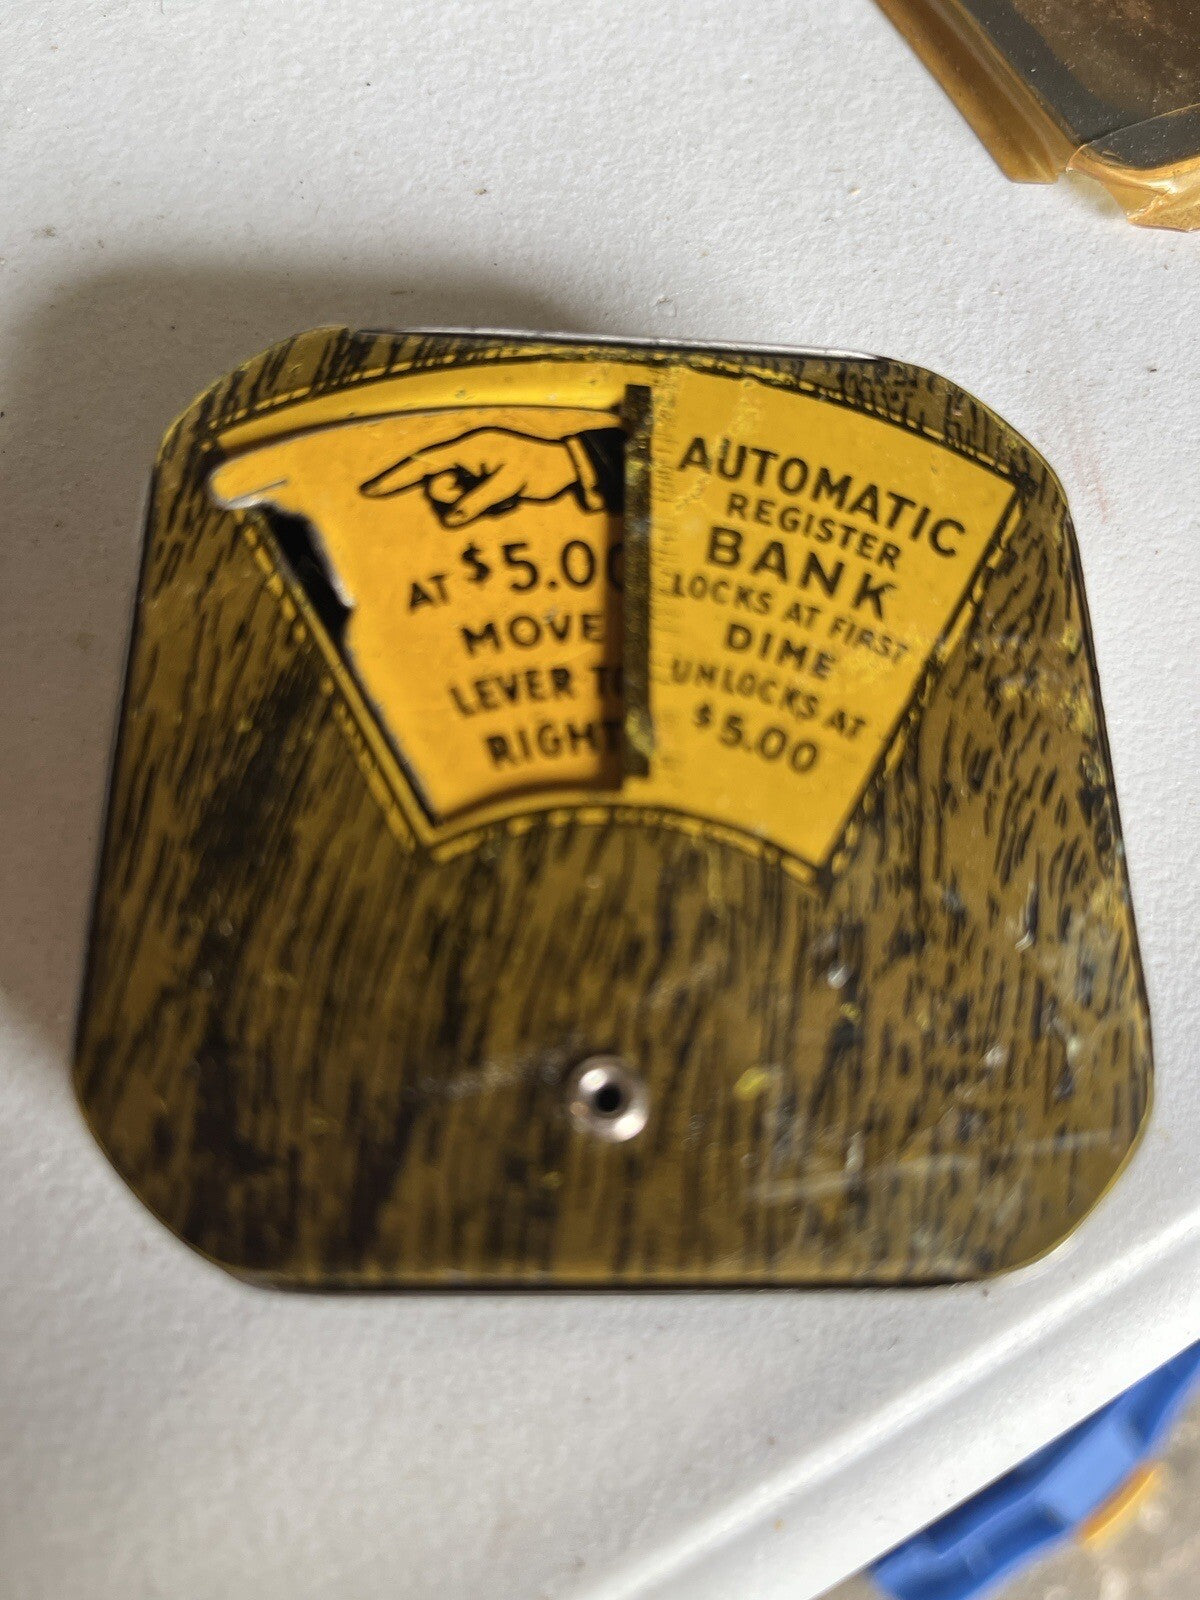 AT $5.00
MOVE
LEVER TO
RIGHT
AUTOMATIC
REGISTER
BANK
LOCKS AT FIRST
DIME
UNLOCKS AT
$5.00